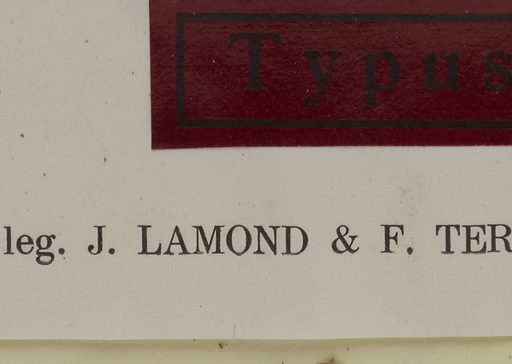 Typus
leg. J. LAMOND & F. TER